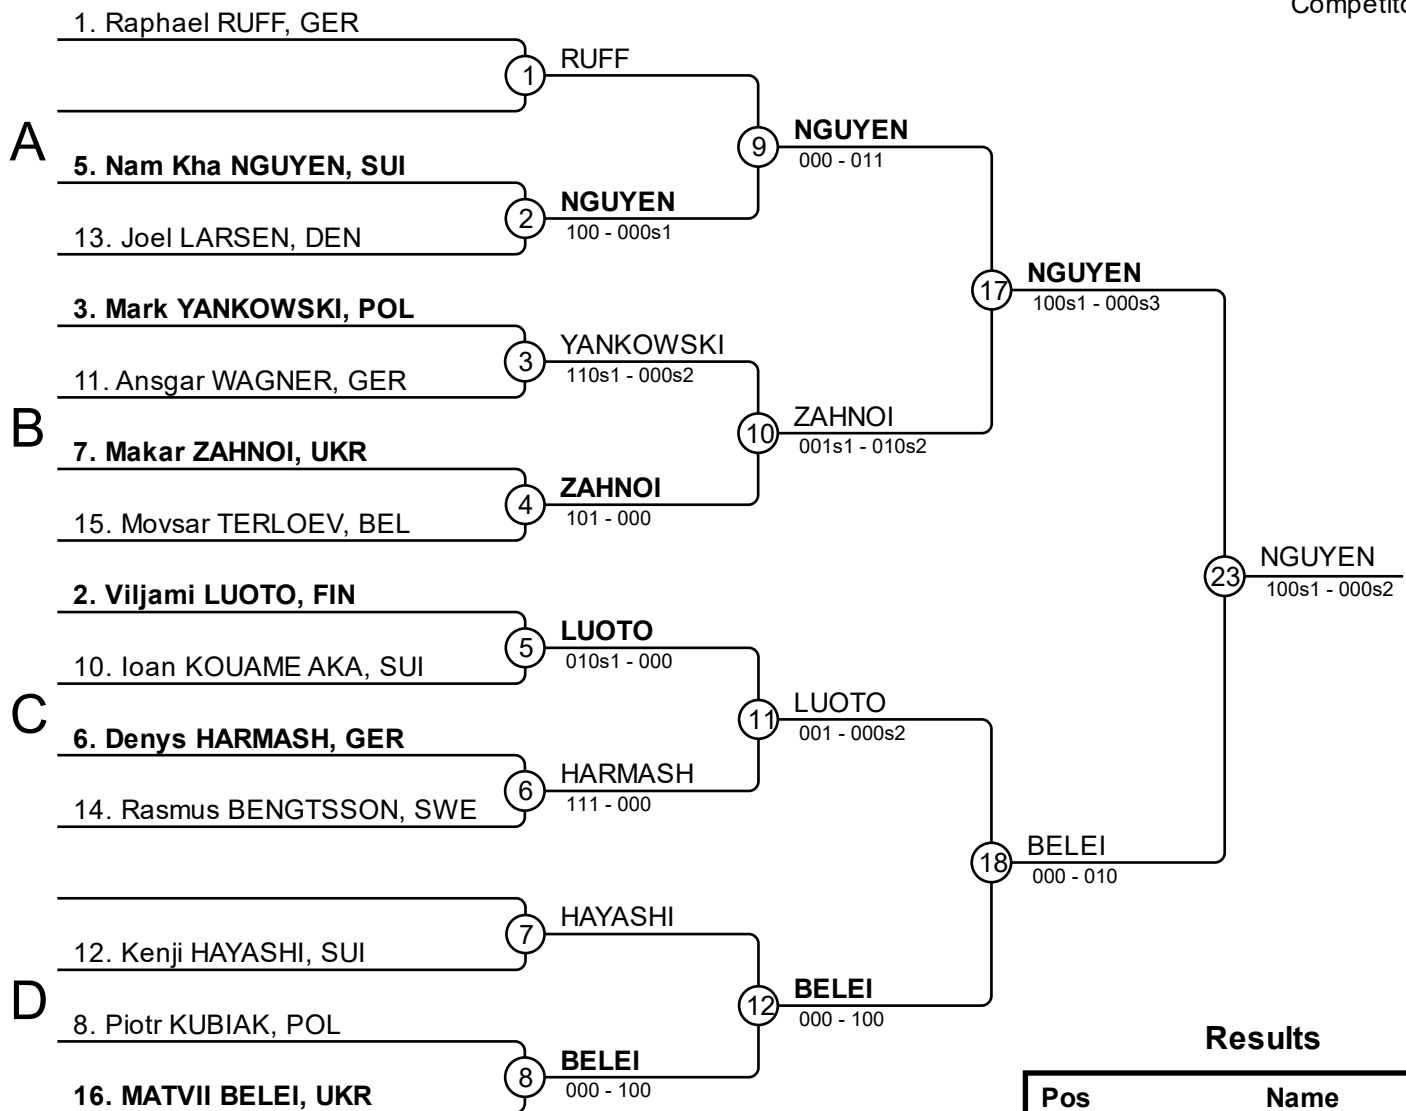 Competito
1. Raphael RUFF, GER
1
RUFF
A
9
NGUYEN
000 - 011
5. Nam Kha NGUYEN, SUI
2
NGUYEN
100 - 000s1
13. Joel LARSEN, DEN
17
NGUYEN
100s1 - 000s3
3. Mark YANKOWSKI, POL
3
YANKOWSKI
110s1 - 000s2
11. Ansgar WAGNER, GER
B
10
ZAHNOI
001s1 - 010s2
7. Makar ZAHNOI, UKR
4
ZAHNOI
101 - 000
15. Movsar TERLOEV, BEL
23
NGUYEN
100s1 - 000s2
2. Viljami LUOTO, FIN
5
LUOTO
010s1 - 000
10. Ioan KOUAME AKA, SUI
C
11
LUOTO
001 - 000s2
6. Denys HARMASH, GER
6
HARMASH
111 - 000
14. Rasmus BENGTSSON, SWE
18
BELEI
000 - 010
7
HAYASHI
12. Kenji HAYASHI, SUI
D
12
BELEI
000 - 100
8. Piotr KUBIAK, POL
8
BELEI
000 - 100
16. MATVII BELEI, UKR
Results
Pos Name